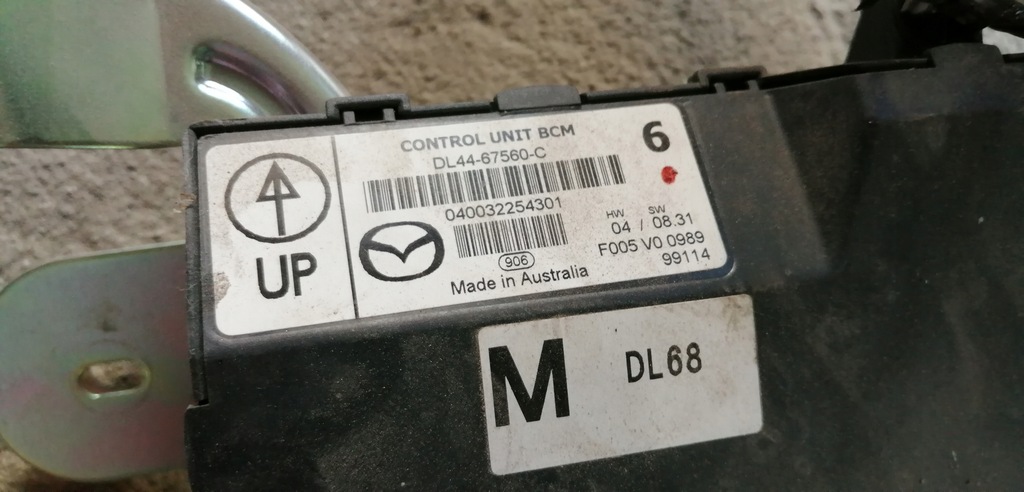 UP
CONTROL UNIT BCM
DL44-67560-C
6
040032254301
HW SW
04 / 08.31
906
F005 V0 0989
Made in Australia
99114
M DL68